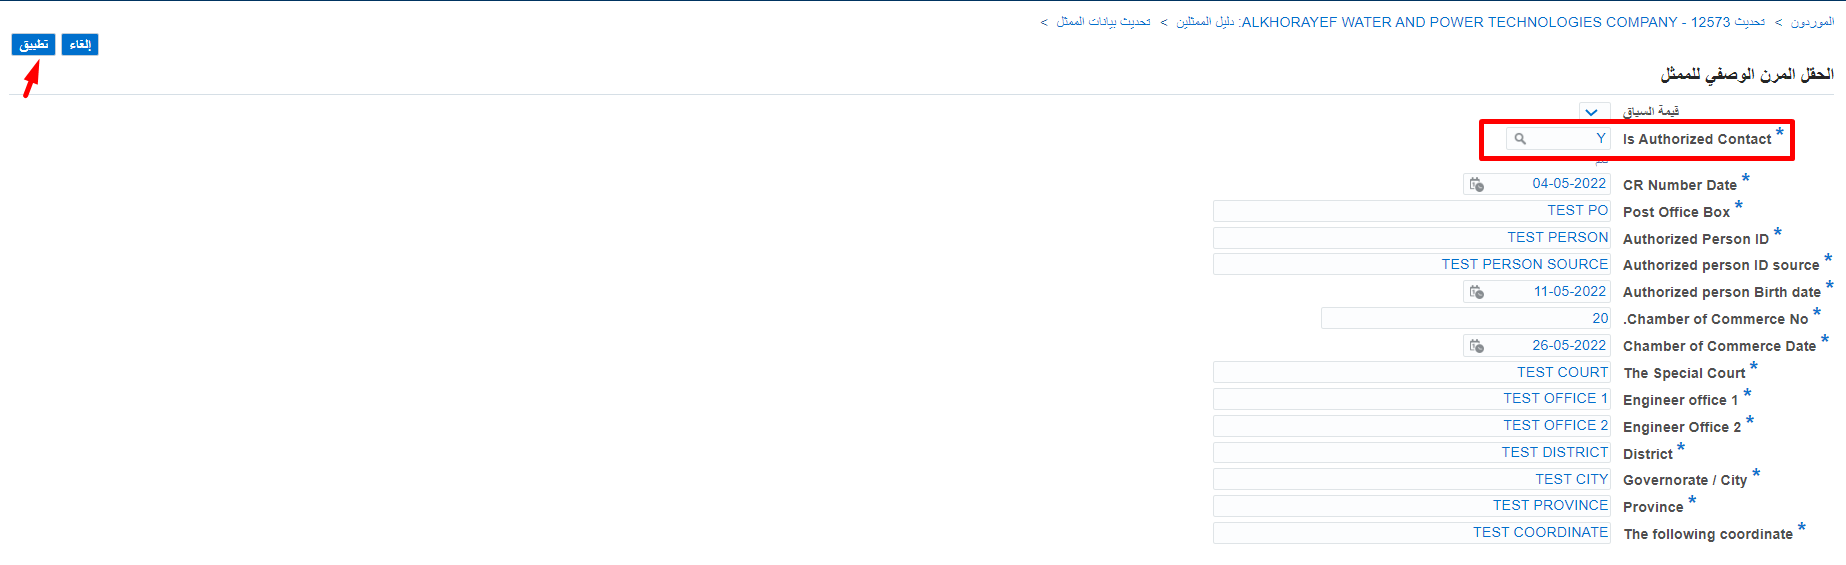 الموردون > تحديث ALKHORAYEF WATER AND POWER TECHNOLOGIES COMPANY - 12573: دليل الممثلين > تحديث بيانات الممثل >
إلغاء تطبيق
الحقل المرن الوصفي للممثل
قيمة السياق
* Is Authorized Contact Y
* CR Number Date 04-05-2022
* Post Office Box TEST PO
* Authorized Person ID TEST PERSON
* Authorized person ID source TEST PERSON SOURCE
* Authorized person Birth date 11-05-2022
* .Chamber of Commerce No 20
* Chamber of Commerce Date 26-05-2022
* The Special Court TEST COURT
* Engineer office 1 TEST OFFICE 1
* Engineer Office 2 TEST OFFICE 2
* District TEST DISTRICT
* Governorate / City TEST CITY
* Province TEST PROVINCE
* The following coordinate TEST COORDINATE